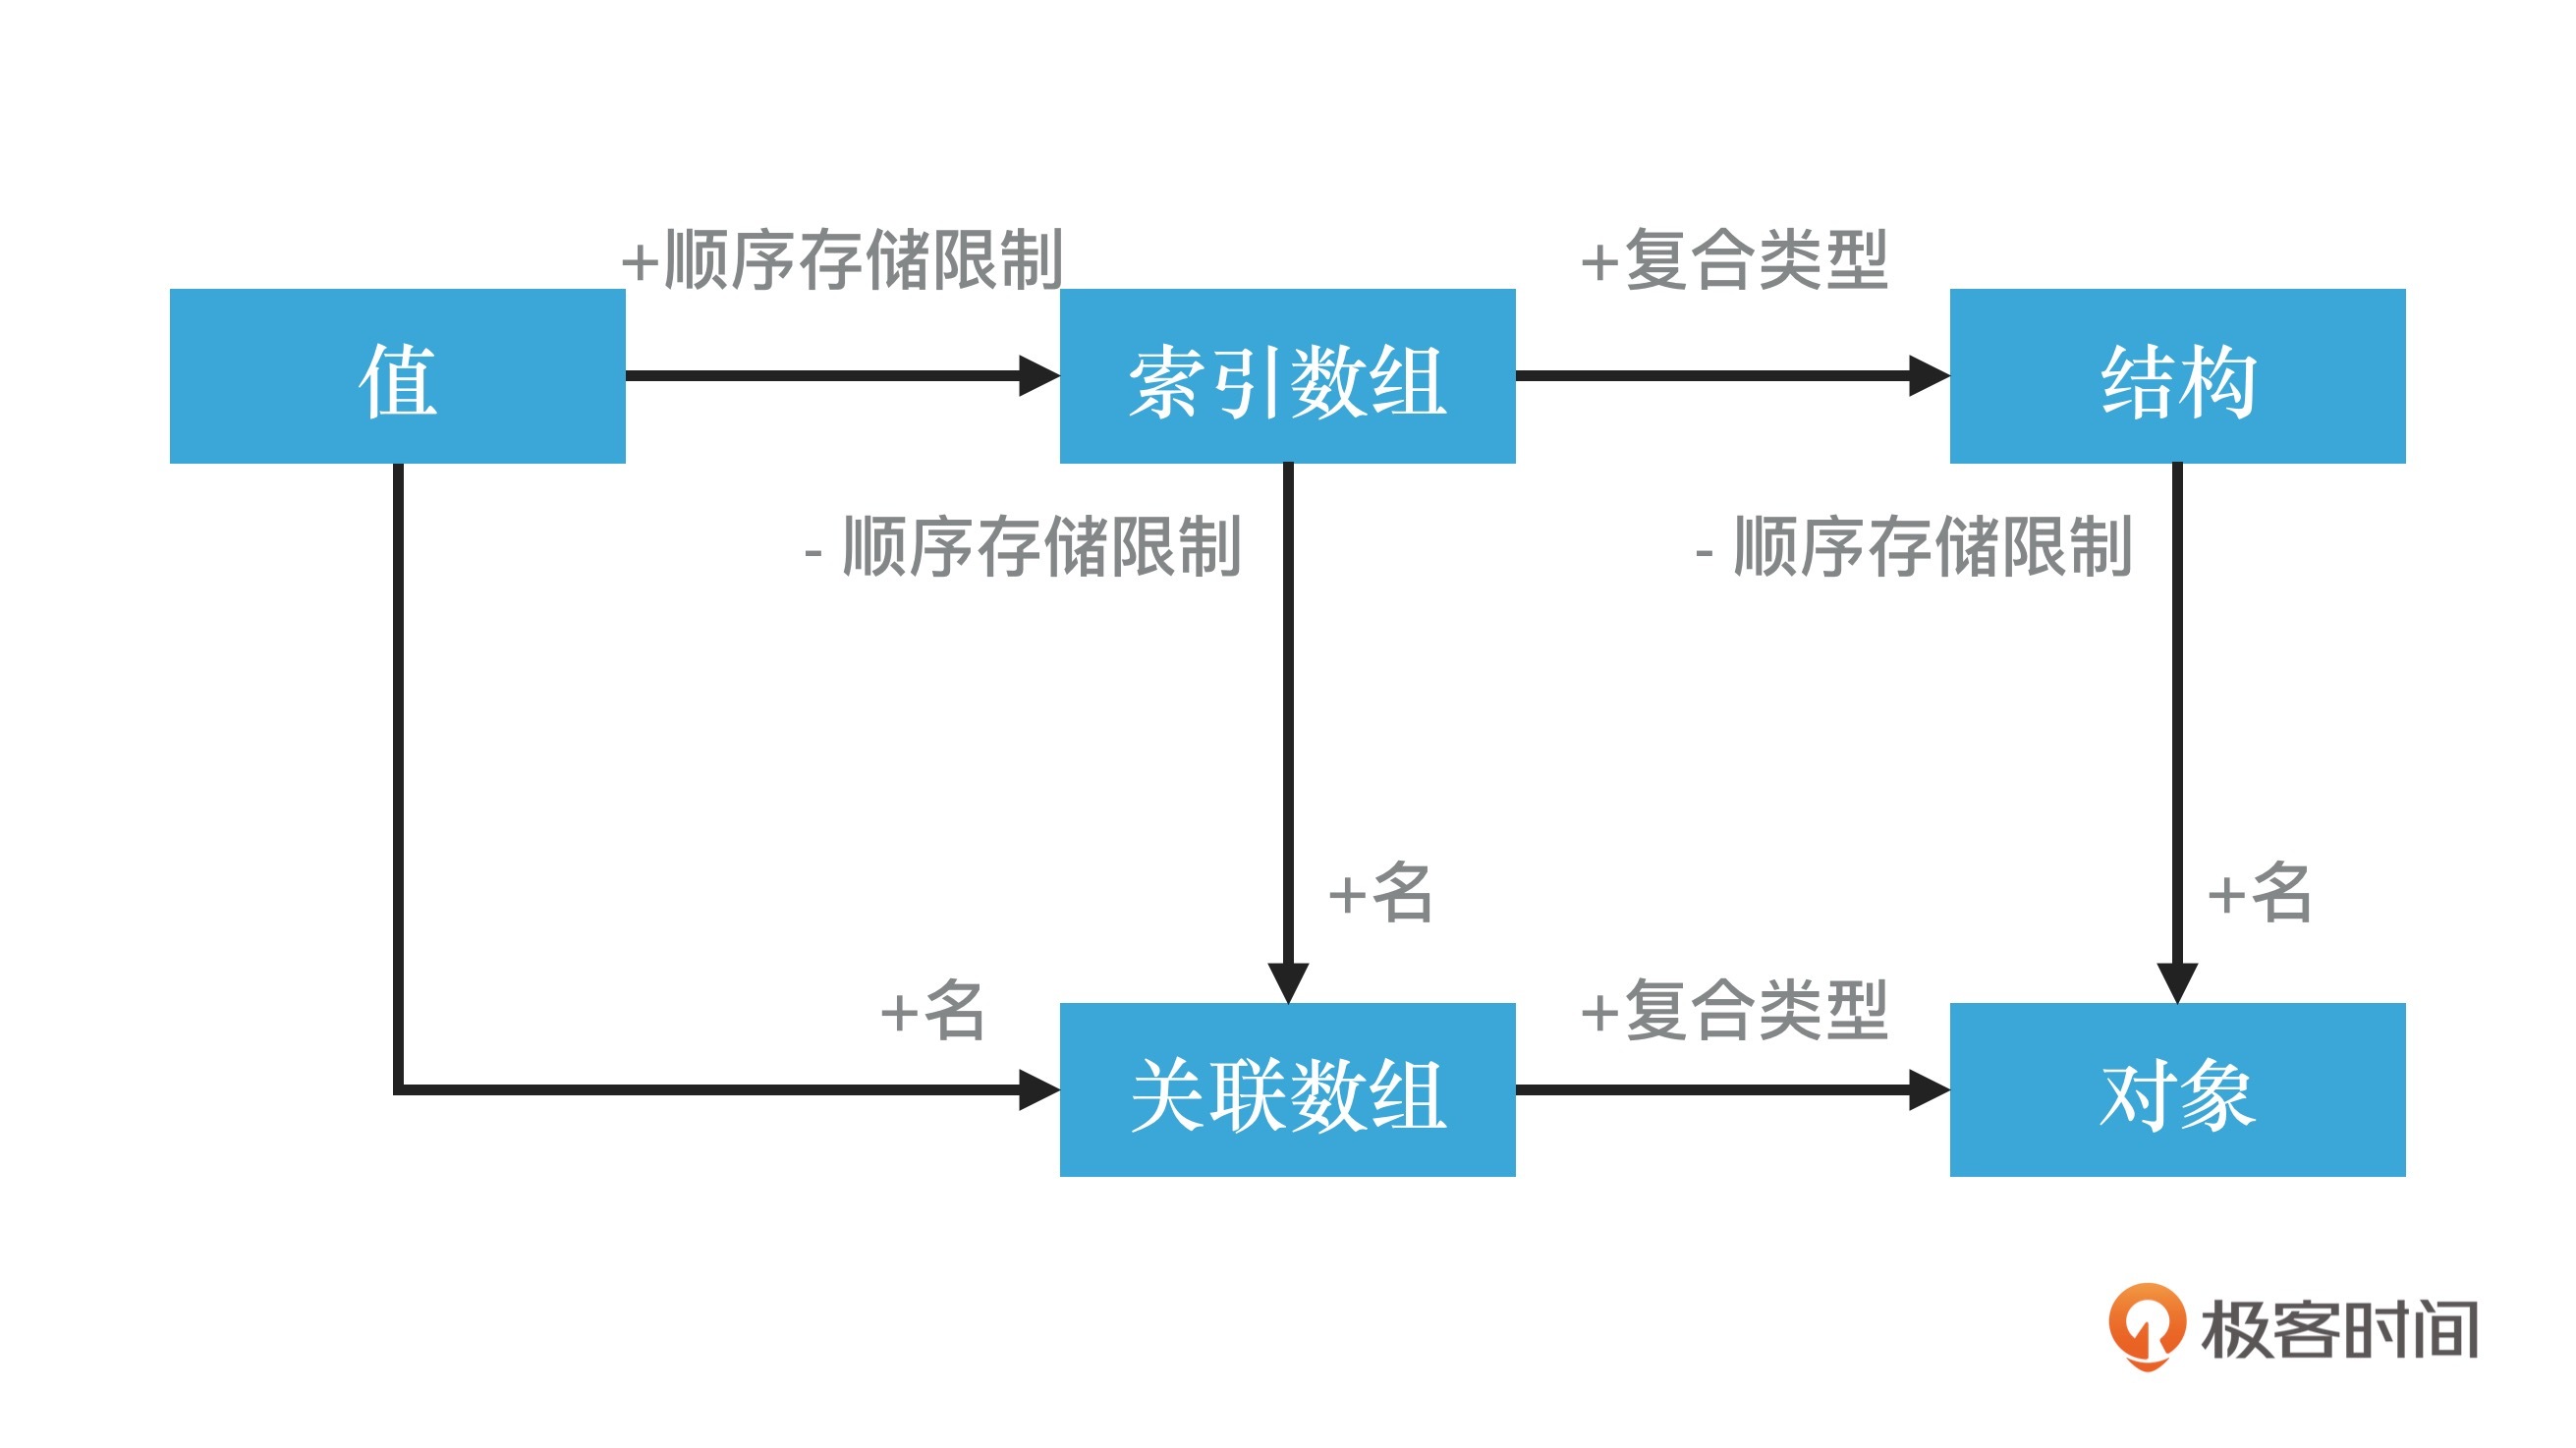 +顺序存储限制
+复合类型
值
索引数组
结构
- 顺序存储限制
- 顺序存储限制
+名
+名
+名
+复合类型
关联数组
对象
极客时间